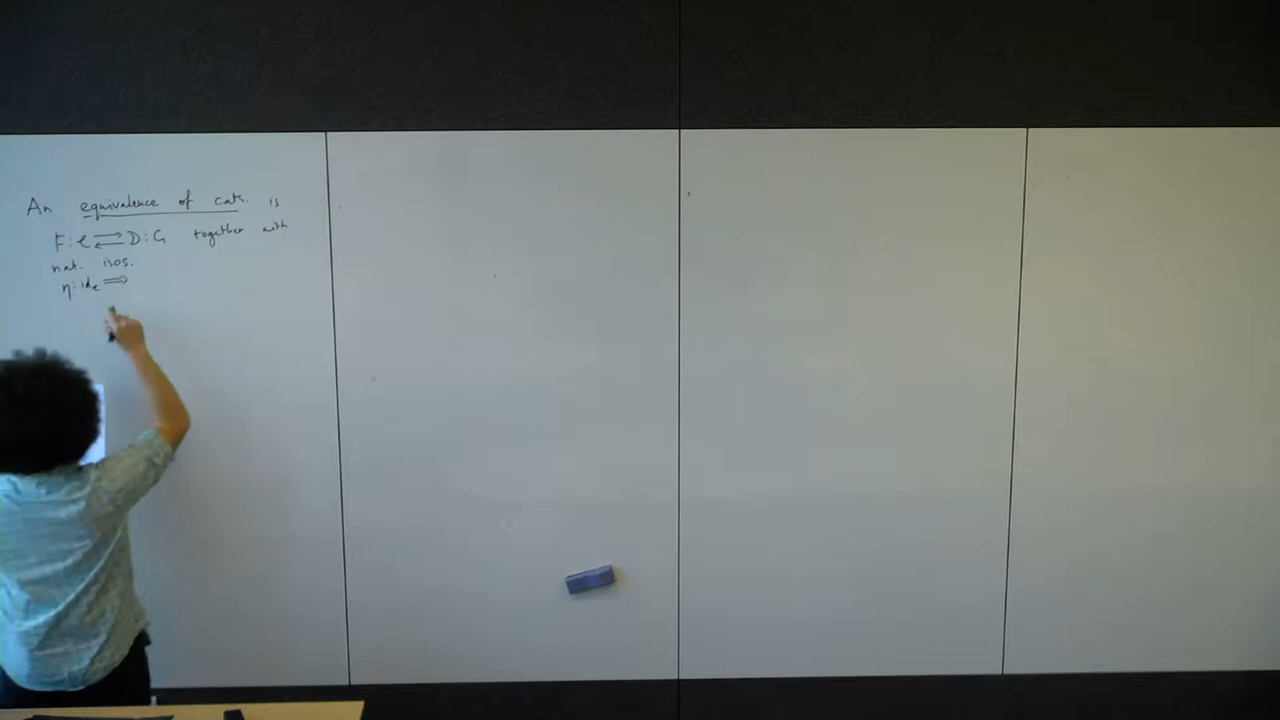 An equivalence of cats. is
F: C ⇄ D : G together with
nat. isos.
η: id_C ⇒